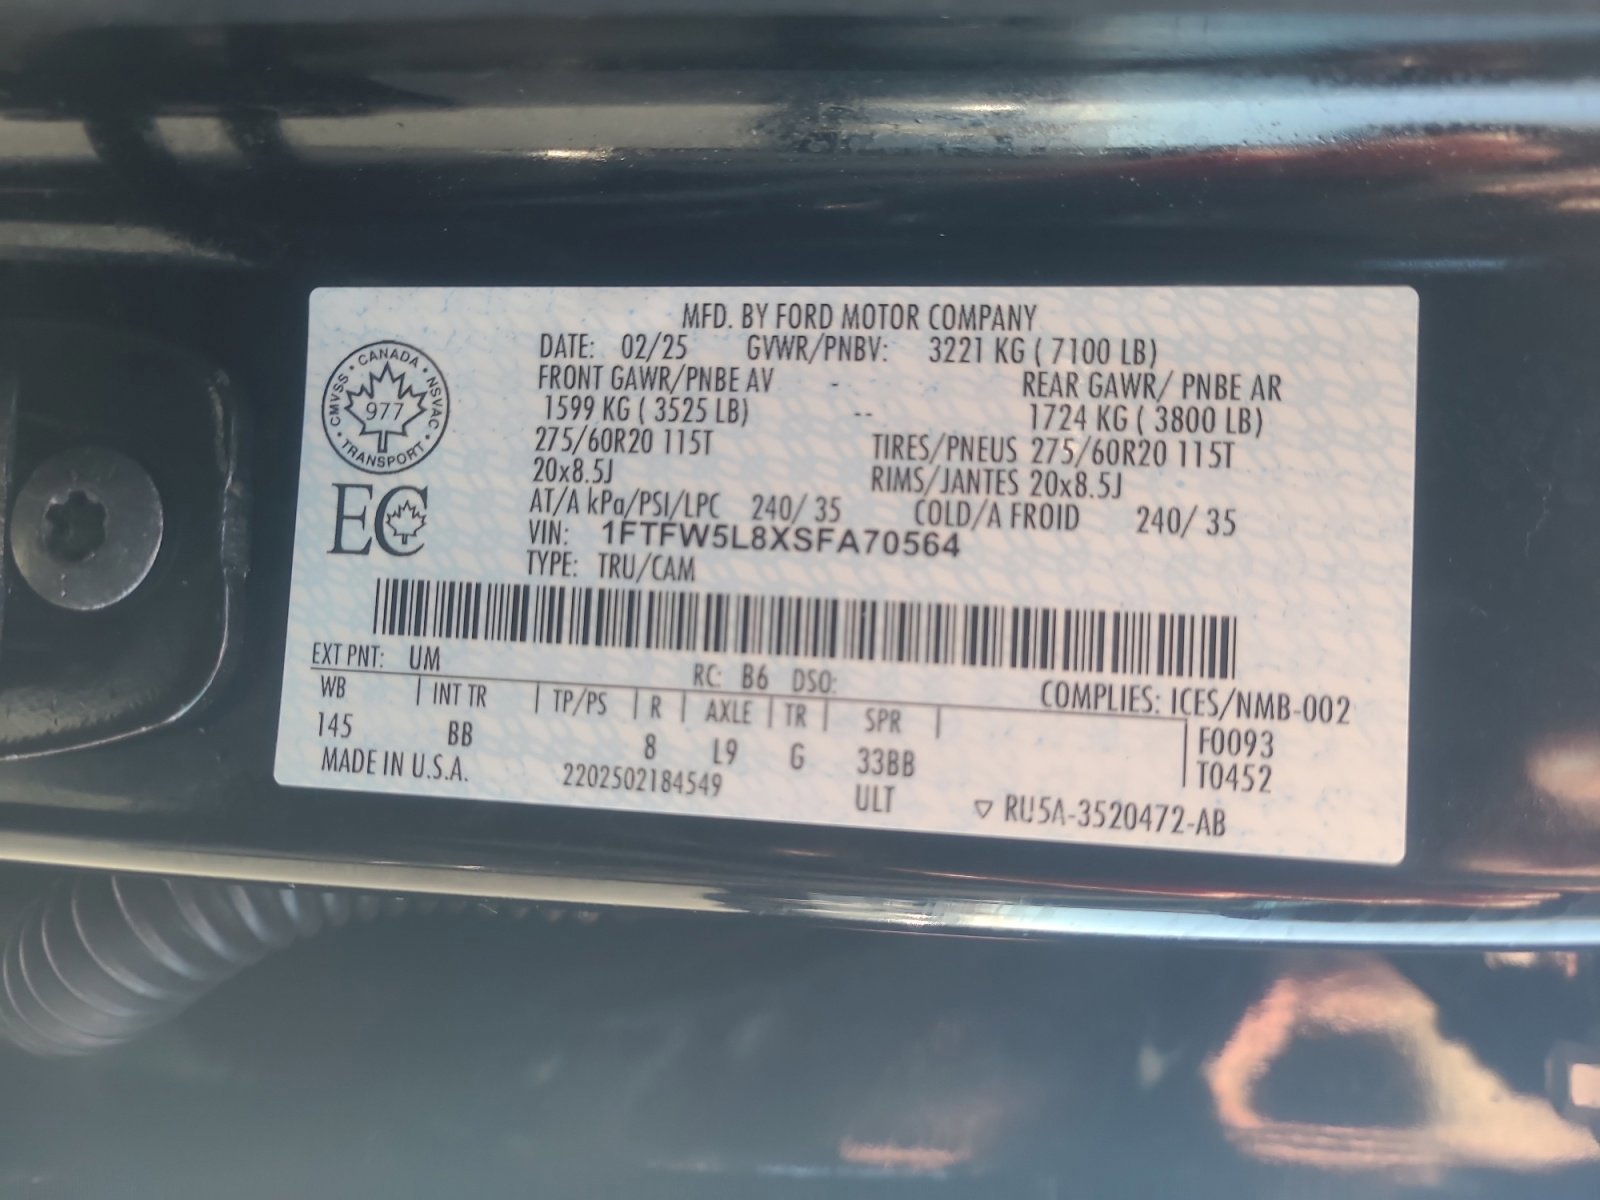 MFD. BY FORD MOTOR COMPANY
DATE: 02/25 GVWR/PNBV: 3221 KG ( 7100 LB)
FRONT GAWR/PNBE AV - REAR GAWR/ PNBE AR
1599 KG ( 3525 LB) -- 1724 KG ( 3800 LB)
275/60R20 115T TIRES/PNEUS 275/60R20 115T
20x8.5J RIMS/JANTES 20x8.5J
AT/A kPa/PSI/LPC 240/ 35 COLD/A FROID 240/ 35
VIN: 1FTFW5L8XSFA70564
TYPE: TRU/CAM
CANADA
CMVSS • NSVAC
977
TRANSPORT
EC
EXT PNT: UM RC: B6 DSO:
COMPLIES: ICES/NMB-002
WB | INT TR | TP/PS | R | AXLE | TR | SPR |
145 BB 8 L9 G 33BB
F0093
T0452
MADE IN U.S.A. 2202502184549 ULT ▽ RU5A-3520472-AB